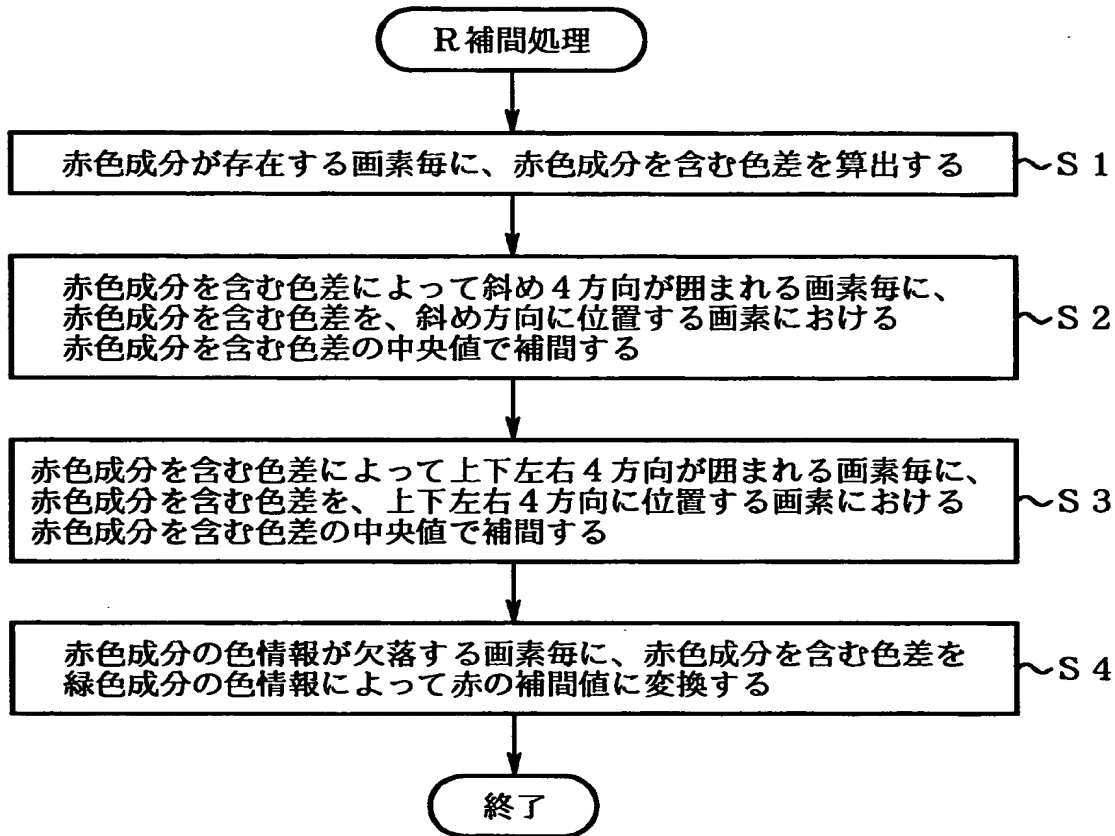 R補間処理
赤色成分が存在する画素毎に、赤色成分を含む色差を算出する
~S1
赤色成分を含む色差によって斜め4方向が囲まれる画素毎に、
赤色成分を含む色差を、斜め方向に位置する画素における
赤色成分を含む色差の中央値で補間する
~S2
赤色成分を含む色差によって上下左右4方向が囲まれる画素毎に、
赤色成分を含む色差を、上下左右4方向に位置する画素における
赤色成分を含む色差の中央値で補間する
~S3
赤色成分の色情報が欠落する画素毎に、赤色成分を含む色差を
緑色成分の色情報によって赤の補間値に変換する
~S4
終了